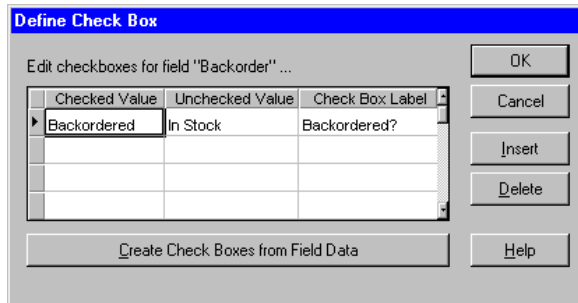 Define Check Box
Edit checkboxes for field "Backorder" ...
Checked Value Unchecked Value Check Box Label
Backordered In Stock Backordered?
Create Check Boxes from Field Data
OK
Cancel
Insert
Delete
Help